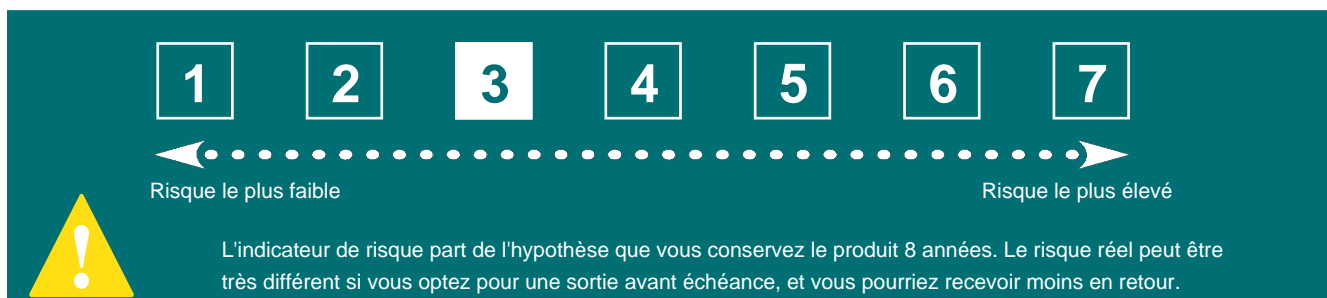 1 2 3 4 5 6 7
Risque le plus faible Risque le plus élevé
!
L'indicateur de risque part de l'hypothèse que vous conservez le produit 8 années. Le risque réel peut être
très différent si vous optez pour une sortie avant échéance, et vous pourriez recevoir moins en retour.